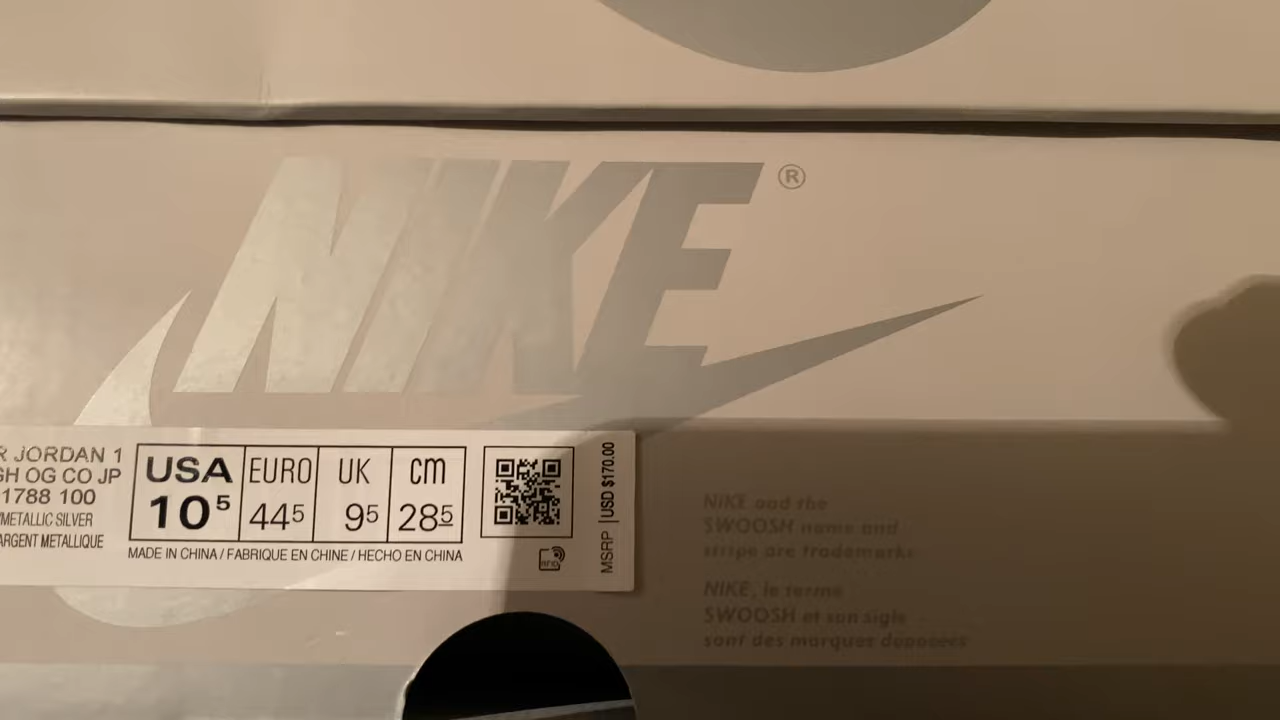 NIKE®
R JORDAN 1
GH OG CO JP
1788 100
/METALLIC SILVER
ARGENT METALLIQUE
USA EURO UK cm
10⁵ 44⁵ 9⁵ 28⁵
MADE IN CHINA / FABRIQUE EN CHINE / HECHO EN CHINA
RFID
MSRP | USD $170.00
NIKE and the
SWOOSH name and
stripe are trademarks
NIKE, le terme
SWOOSH et son sigle
sont des marques deposees